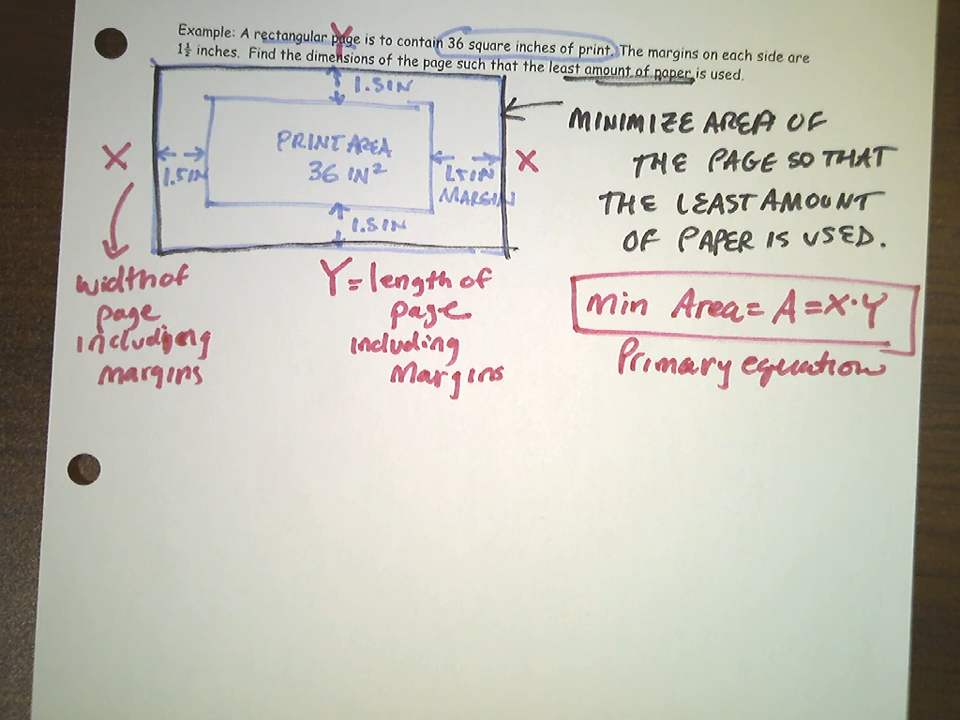 Example: A rectangular page is to contain 36 square inches of print. The margins on each side are
1½ inches. Find the dimensions of the page such that the least amount of paper is used.
Y
1.5IN
PRINT AREA
36 IN²
X
1.5IN
1.5IN
MARGIN
X
1.5IN
MINIMIZE AREA OF
THE PAGE SO THAT
THE LEAST AMOUNT
OF PAPER IS USED.
width of
page
including
margins
Y = length of
page
including
Margins
Min Area = A = X·Y
Primary equation